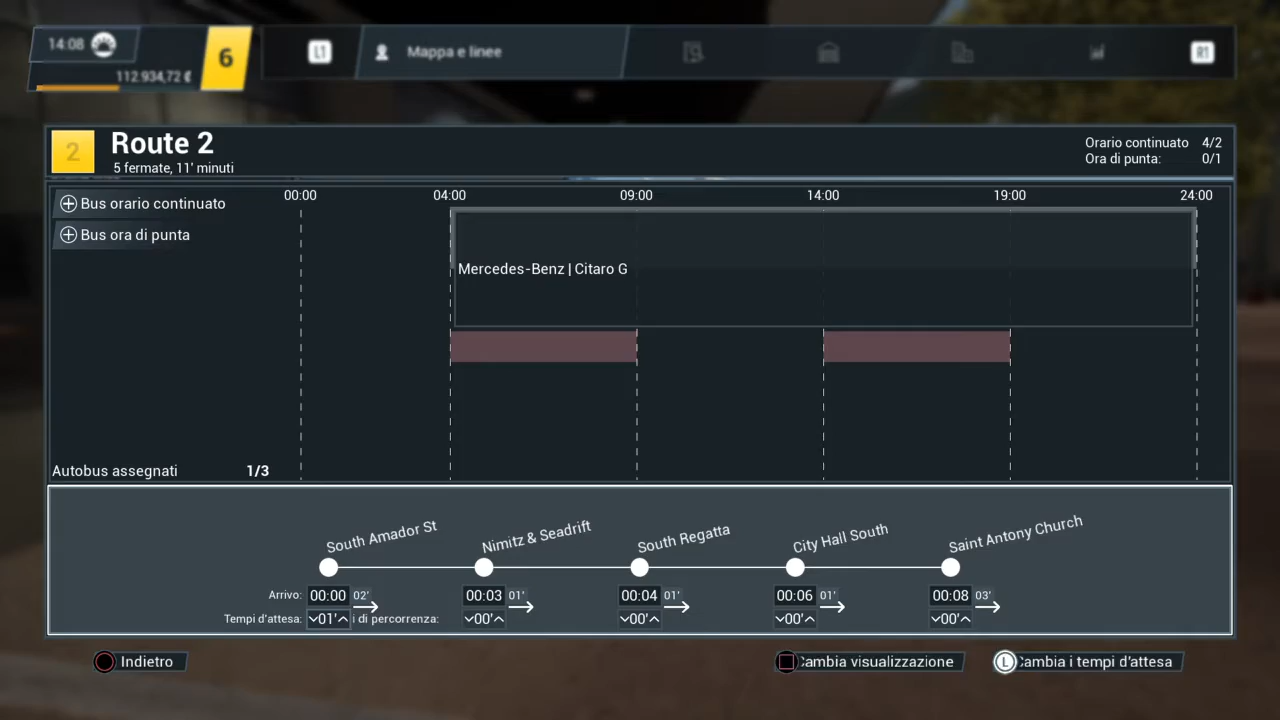 14:08
112.934,72 €
6
L1
Mappa e linee
R1
2
Route 2
5 fermate, 11' minuti
Orario continuato 4/2
Ora di punta: 0/1
Bus orario continuato
Bus ora di punta
00:00 04:00 09:00 14:00 19:00 24:00
Mercedes-Benz | Citaro G
Autobus assegnati 1/3
South Amador St
Nimitz & Seadrift
South Regatta
City Hall South
Saint Antony Church
Arrivo: 00:00 02' 00:03 01' 00:04 01' 00:06 01' 00:08 03'
Tempi d'attesa: 01' i di percorrenza: 00' 00' 00' 00'
Indietro
Cambia visualizzazione
L
Cambia i tempi d'attesa